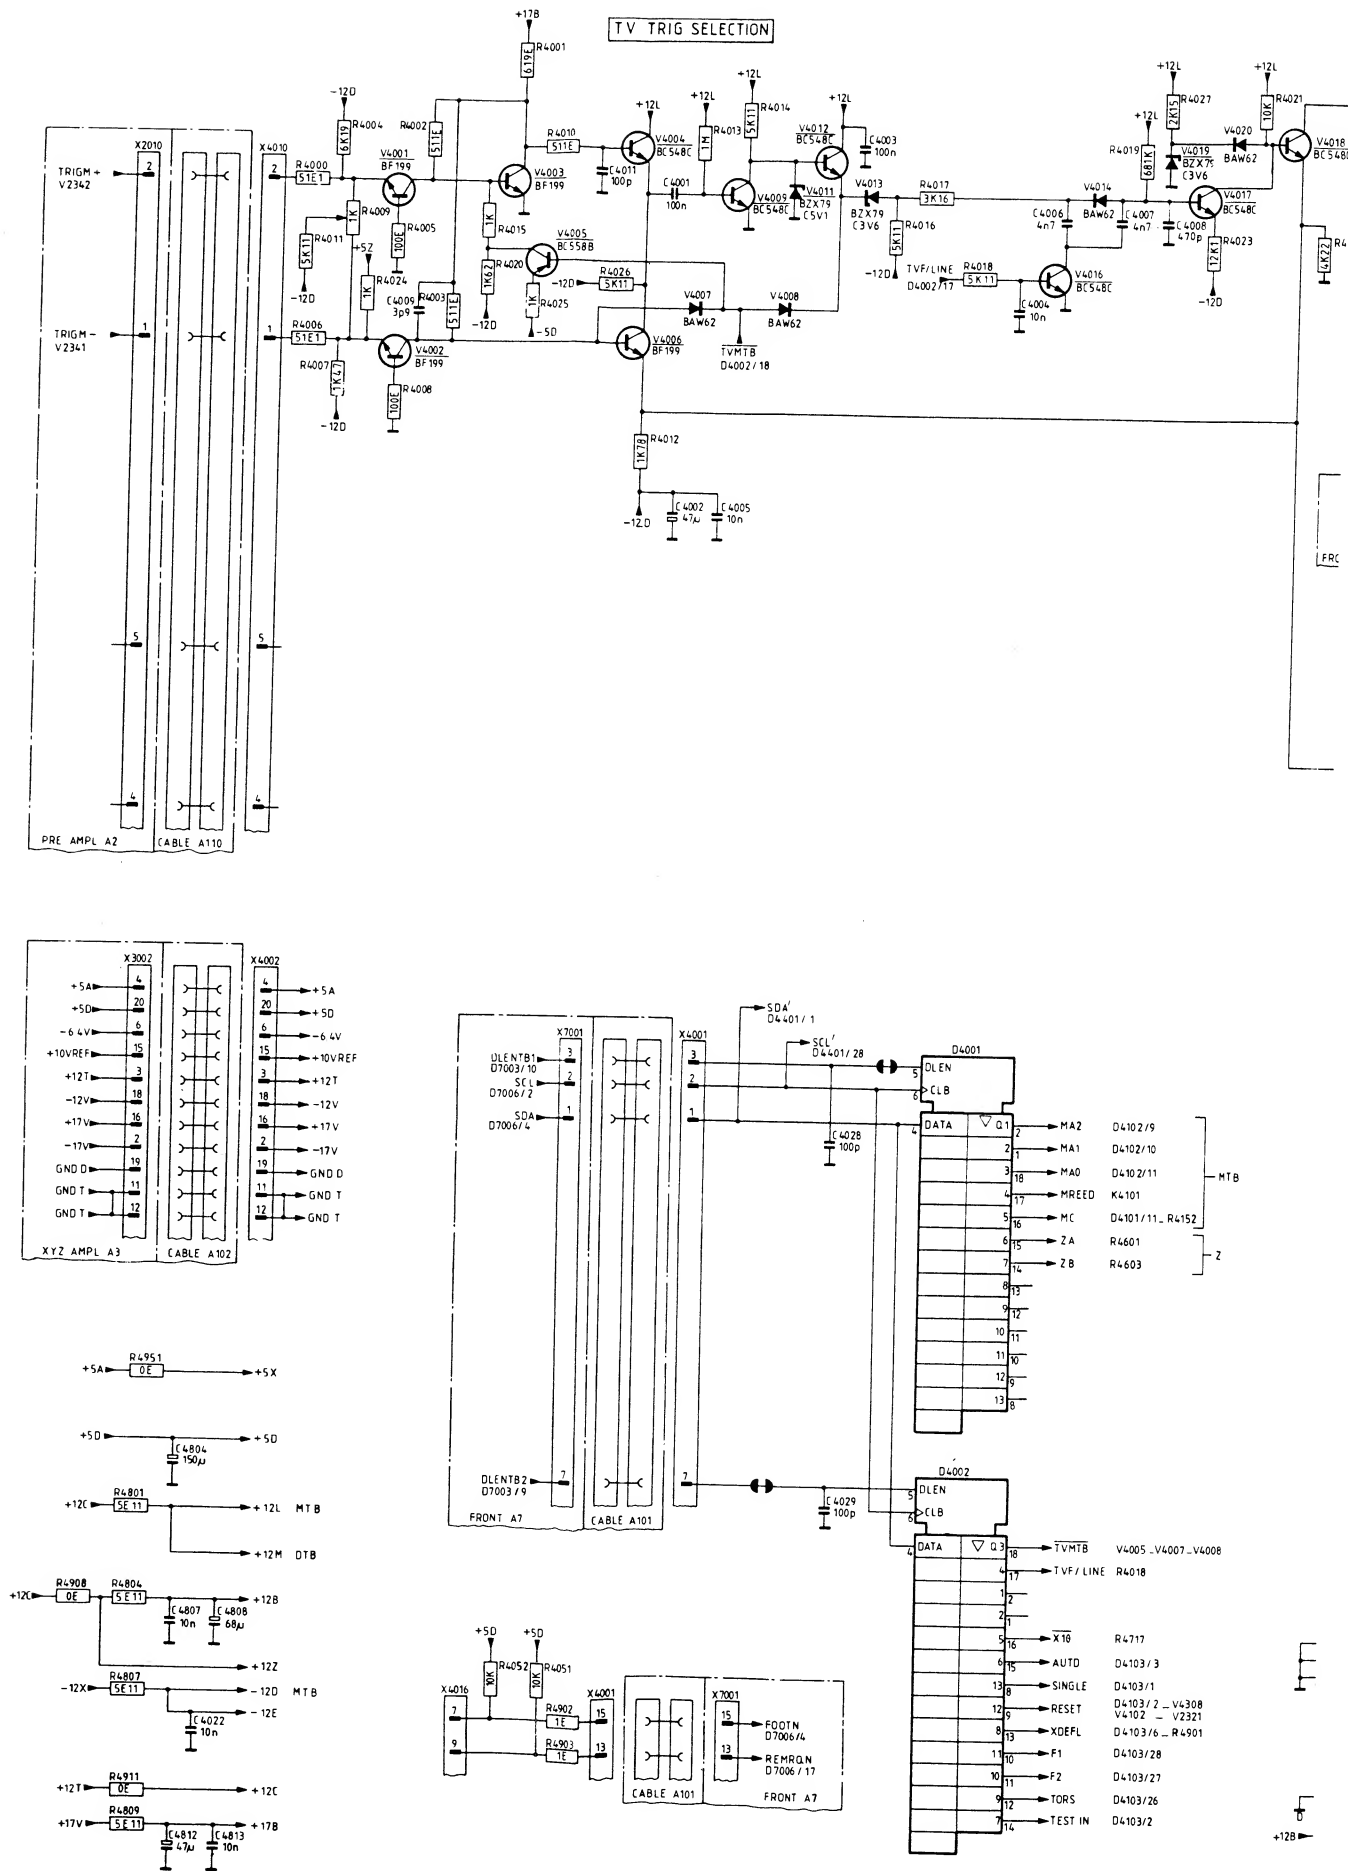 TV TRIG SELECTION
+17B
R4001
619E
-12D
R4004
6K19
R4002
511E
V4001
BF199
R4010
511E
C4011
100p
+12L
V4004
BC548C
+12L
R4013
1M
+12L
R4014
5K11
V4012
BC548C
+12L
C4003
100n
+12L
R4027
2K15
+12L
R4021
10K
V4020
BAW62
V4018
BC548C
X2010
X4010
TRIGM+
V2342
2
2
R4000
51E1
R4009
1K
R4005
100E
V4003
BF199
R4015
1K
C4001
100n
V4009
BC548C
V4011
BZX79
C5V1
V4013
BZX79
C3V6
R4017
3K16
+12L
R4019
681K
V4019
BZX79
C3V6
V4014
BAW62
V4017
BC548C
C4006
4n7
C4007
4n7
C4008
470p
R4023
12K1
-12D
R4
4K22
R4011
5K11
-12D
+5Z
R4024
1K
C4009
3p9
R4003
511E
R4020
1K62
-12D
V4005
BC558B
R4025
1K
-5D
R4026
5K11
-12D
R4016
5K11
-12D
TVF/LINE
D4002/17
R4018
5K11
C4004
10n
V4016
BC548C
V4007
BAW62
V4008
BAW62
TRIGM-
V2341
1
1
R4006
51E1
R4007
1K47
-12D
V4002
BF199
R4008
100E
V4006
BF199
TVMTB
D4002/18
R4012
1K78
-12D
C4002
47µ
C4005
10n
FRO
5
5
4
4
PRE AMPL A2
CABLE A110
X3002
X4002
+5A
4
4
+5A
+5D
20
20
+5D
-6.4V
6
6
-6.4V
+10VREF
15
15
+10VREF
+12T
3
3
+12T
-12V
18
18
-12V
+17V
16
16
+17V
-17V
2
2
-17V
GND D
19
19
GND D
GND T
11
11
GND T
GND T
12
12
GND T
XYZ AMPL A3
CABLE A102
X7001
X4001
SDA'
D4401/1
SCL'
D4401/28
DLENTB1
D7003/10
3
3
SCL
D7006/2
2
2
SDA
D7006/4
1
1
C4028
100p
D4001
5
DLEN
6
CLB
4
DATA
Q1
2
MA2 D4102/9
2
1
MA1 D4102/10
3
18
MA0 D4102/11
MTB
4
17
MREED K4101
5
16
MC D4101/11_R4152
6
15
ZA R4601
Z
7
14
ZB R4603
8
13
9
12
10
11
11
10
12
9
13
8
DLENTB2
D7003/9
7
7
FRONT A7
CABLE A101
C4029
100p
D4002
5
DLEN
6
CLB
4
DATA
Q3
18
TVMTB V4005_V4007_V4008
4
17
TVF/LINE R4018
1
2
2
1
5
16
X10 R4717
6
15
AUTO D4103/3
13
8
SINGLE D4103/1
12
9
RESET D4103/2_V4308
V4102 _ V2321
8
13
XDEFL D4103/6_R4901
11
10
F1 D4103/28
10
11
F2 D4103/27
9
12
TORS D4103/26
7
14
TEST IN D4103/2
+5A
R4951
0E
+5X
+5D
C4804
150µ
+5D
+12C
R4801
5E11
+12L MTB
+12M DTB
+12C
R4908
0E
R4804
5E11
C4807
10n
C4808
68µ
+12B
+12Z
-12X
R4807
5E11
-12D MTB
-12E
C4022
10n
+12T
R4911
0E
+12C
+17V
R4809
5E11
C4812
47µ
C4813
10n
+17B
+5D
+5D
R4052
10K
R4051
10K
X4016
X4001
X7001
7
R4902
1E
15
15
FOOTN
D7006/4
9
R4903
1E
13
13
REMRQN
D7006/17
CABLE A101
FRONT A7
+12B